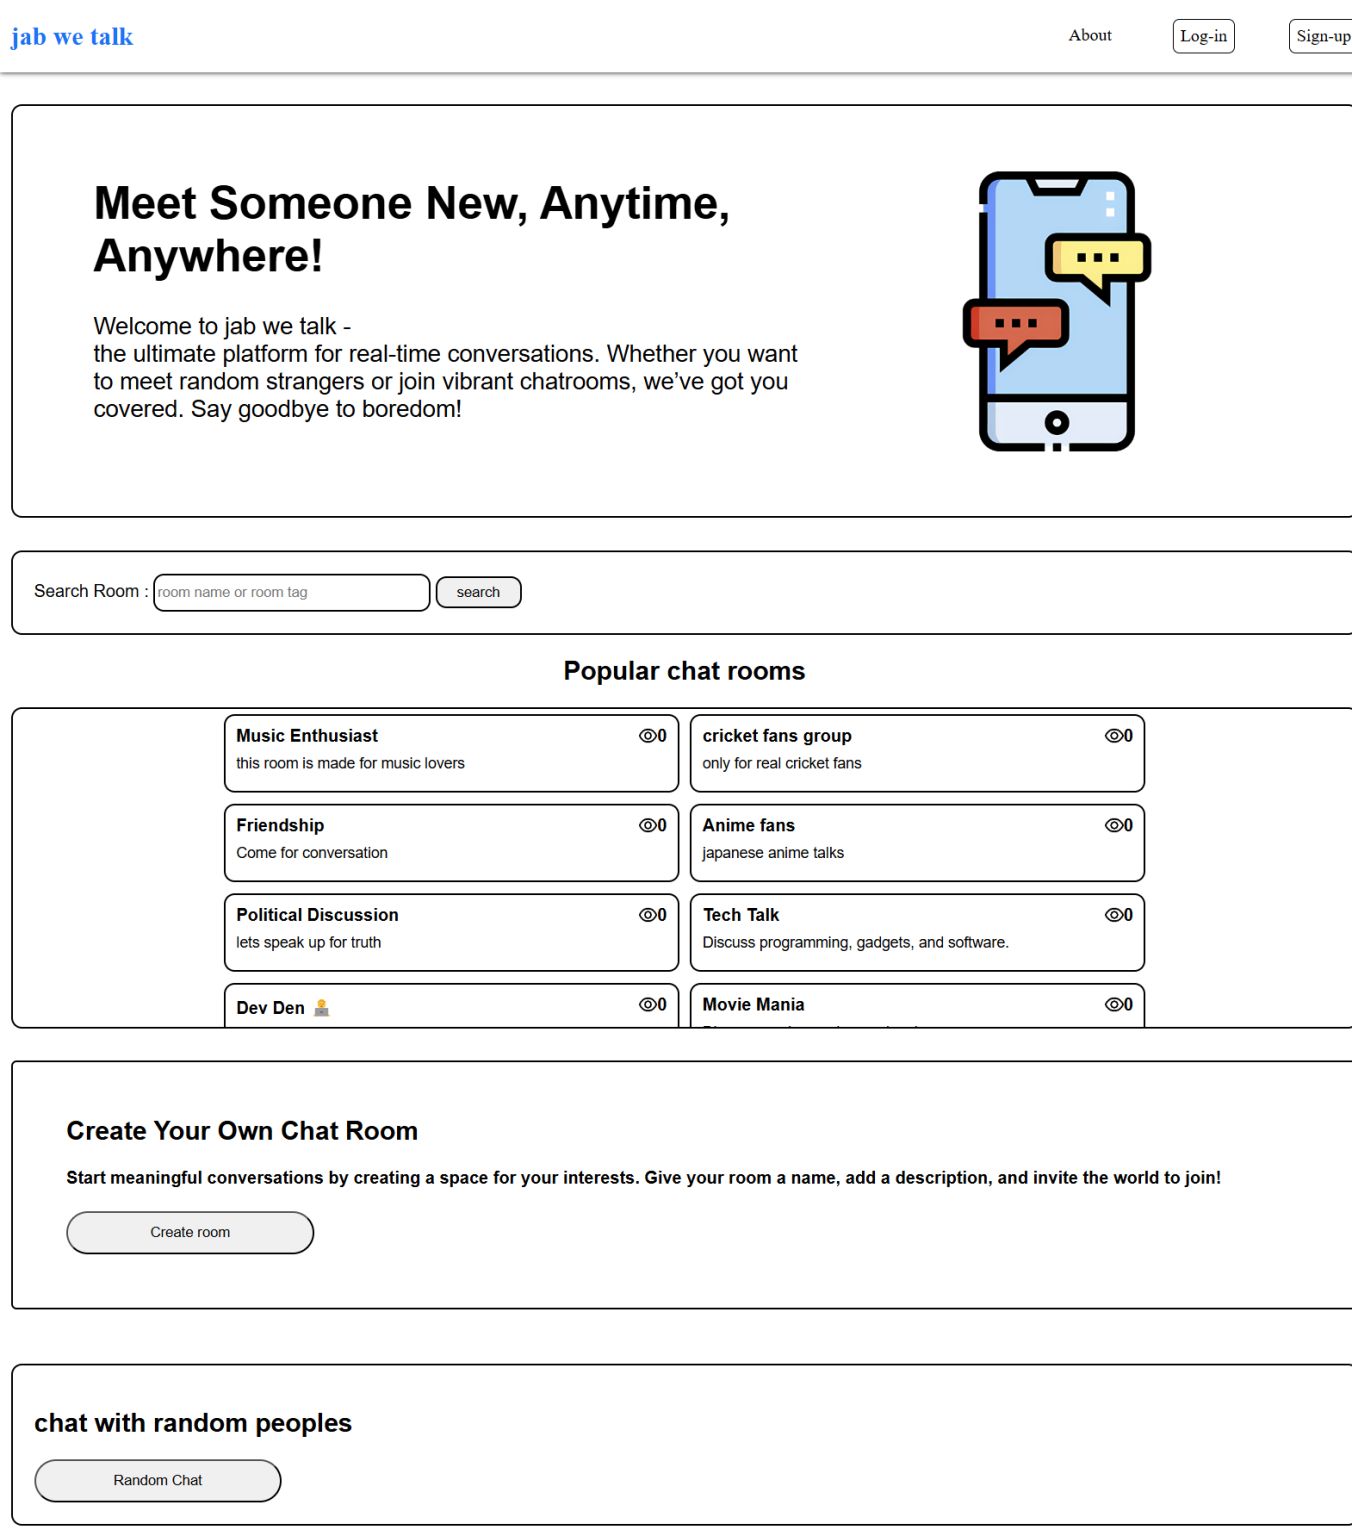 jab we talk
About
Log-in
Sign-up
Meet Someone New, Anytime,
Anywhere!
Welcome to jab we talk -
the ultimate platform for real-time conversations. Whether you want
to meet random strangers or join vibrant chatrooms, we’ve got you
covered. Say goodbye to boredom!
Search Room : room name or room tag search
Popular chat rooms
Music Enthusiast 0
this room is made for music lovers
cricket fans group 0
only for real cricket fans
Friendship 0
Come for conversation
Anime fans 0
japanese anime talks
Political Discussion 0
lets speak up for truth
Tech Talk 0
Discuss programming, gadgets, and software.
Dev Den 🧑‍💻 0
Movie Mania 0
Create Your Own Chat Room
Start meaningful conversations by creating a space for your interests. Give your room a name, add a description, and invite the world to join!
Create room
chat with random peoples
Random Chat